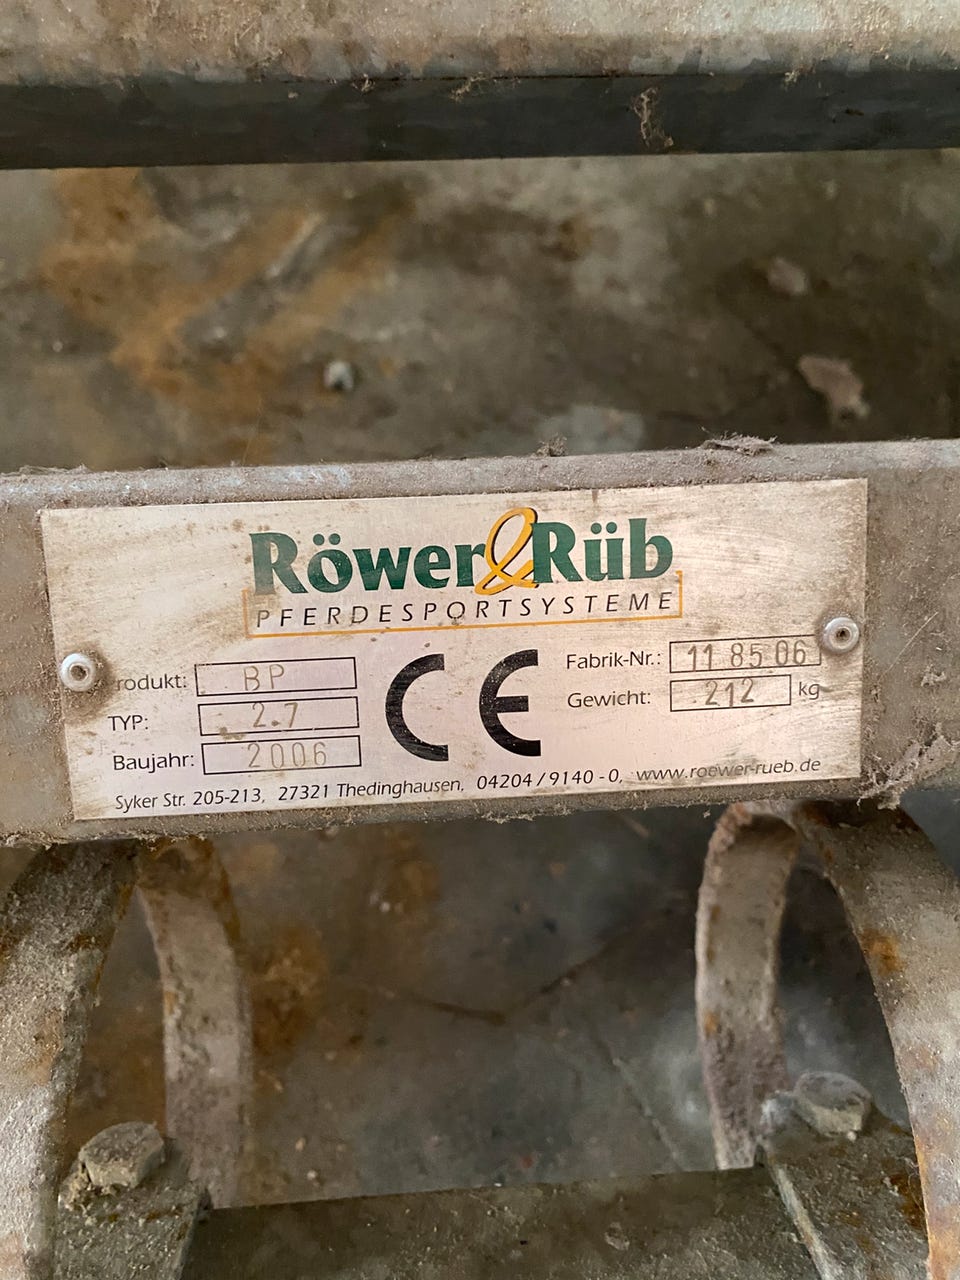 Röwer & Rüb
PFERDESPORTSYSTEME
rodukt: BP
TYP: 2.7
Baujahr: 2006
CE
Fabrik-Nr.: 11 85 06
Gewicht: 212 kg
Syker Str. 205-213, 27321 Thedinghausen, 04204/9140-0, www.roewer-rueb.de